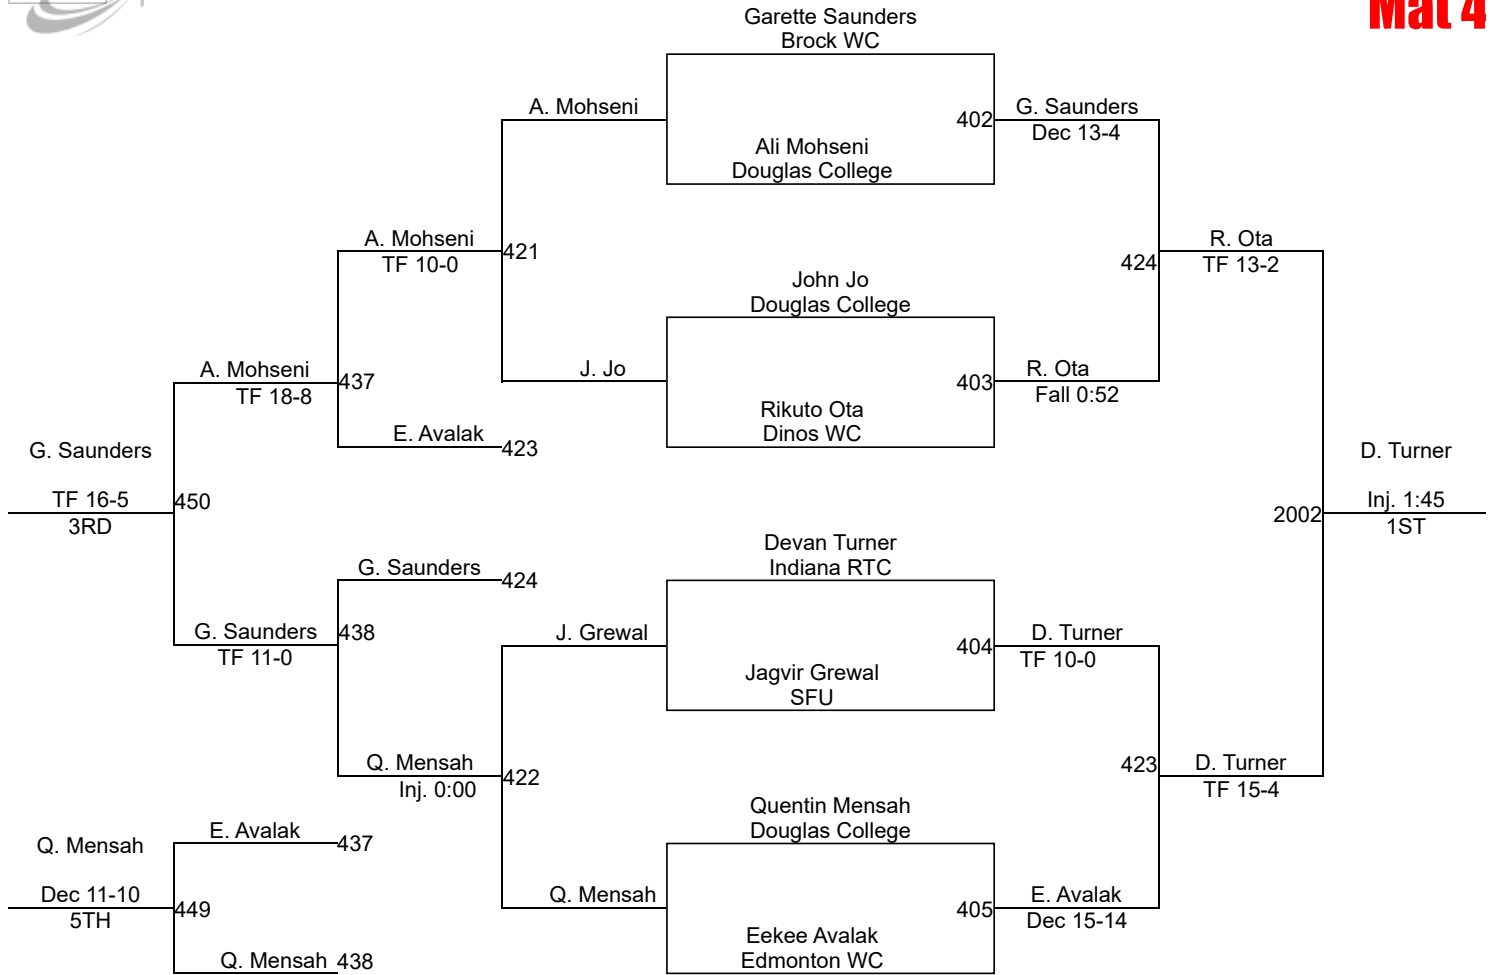 Mat 4
Garette Saunders
Brock WC
A. Mohseni
402
G. Saunders
Dec 13-4
Ali Mohseni
Douglas College
A. Mohseni
TF 10-0
421
R. Ota
TF 13-2
424
John Jo
Douglas College
A. Mohseni
TF 18-8
437
J. Jo
403
R. Ota
Fall 0:52
Rikuto Ota
Dinos WC
E. Avalak
423
G. Saunders
TF 16-5
3RD
450
D. Turner
Inj. 1:45
1ST
2002
Devan Turner
Indiana RTC
G. Saunders
424
G. Saunders
TF 11-0
438
J. Grewal
404
D. Turner
TF 10-0
Jagvir Grewal
SFU
Q. Mensah
Inj. 0:00
422
423
D. Turner
TF 15-4
Quentin Mensah
Douglas College
E. Avalak
437
Q. Mensah
Dec 11-10
5TH
449
Q. Mensah
405
E. Avalak
Dec 15-14
Eekee Avalak
Edmonton WC
Q. Mensah
438